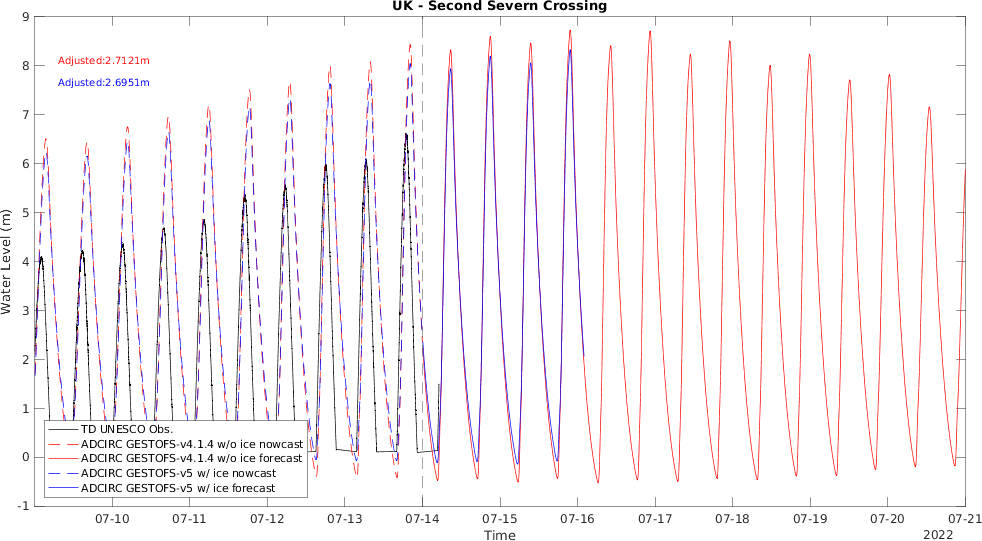 UK - Second Severn Crossing
9
8
7
6
5
4
3
2
1
0
-1
Water Level (m)
Adjusted:2.7121m
Adjusted:2.6951m
TD UNESCO Obs.
ADCIRC GESTOFS-v4.1.4 w/o ice nowcast
ADCIRC GESTOFS-v4.1.4 w/o ice forecast
ADCIRC GESTOFS-v5 w/ ice nowcast
ADCIRC GESTOFS-v5 w/ ice forecast
07-10 07-11 07-12 07-13 07-14 07-15 07-16 07-17 07-18 07-19 07-20 07-21
Time
2022